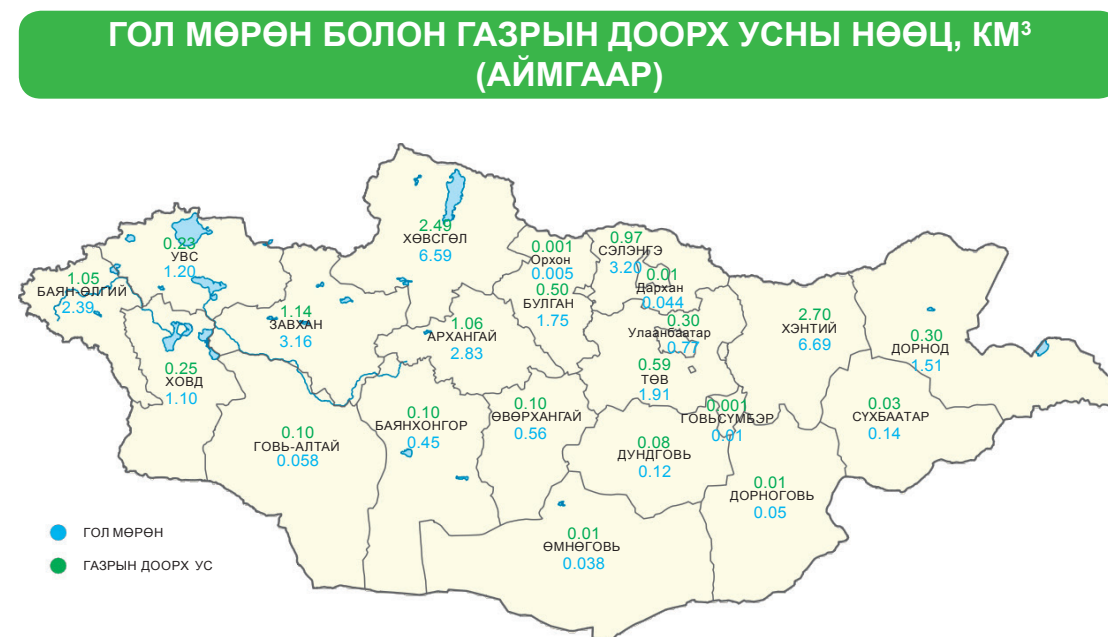 ГОЛ МӨРӨН БОЛОН ГАЗРЫН ДООРХ УСНЫ НӨӨЦ, КМ³
(АЙМГААР)
2.49
ХӨВСГӨЛ
6.59
0.23
УВС
1.20
1.05
БАЯН-ӨЛГИЙ
2.39
1.14
ЗАВХАН
3.16
0.25
ХОВД
1.10
0.10
ГОВЬ-АЛТАЙ
0.058
1.06
АРХАНГАЙ
2.83
0.10
БАЯНХОНГОР
0.45
0.10
ӨВӨРХАНГАЙ
0.56
0.001
Орхон
0.005
0.50
БУЛГАН
1.75
0.97
СЭЛЭНГЭ
3.20
0.01
Дархан
0.044
0.30
Улаанбаатар
0.77
0.59
ТӨВ
1.91
0.001
ГОВЬСҮМБЭР
0.01
0.08
ДУНДГОВЬ
0.12
0.01
ӨМНӨГОВЬ
0.038
0.01
ДОРНОГОВЬ
0.05
2.70
ХЭНТИЙ
6.69
0.30
ДОРНОД
1.51
0.03
СҮХБААТАР
0.14
ГОЛ МӨРӨН
ГАЗРЫН ДООРХ УС